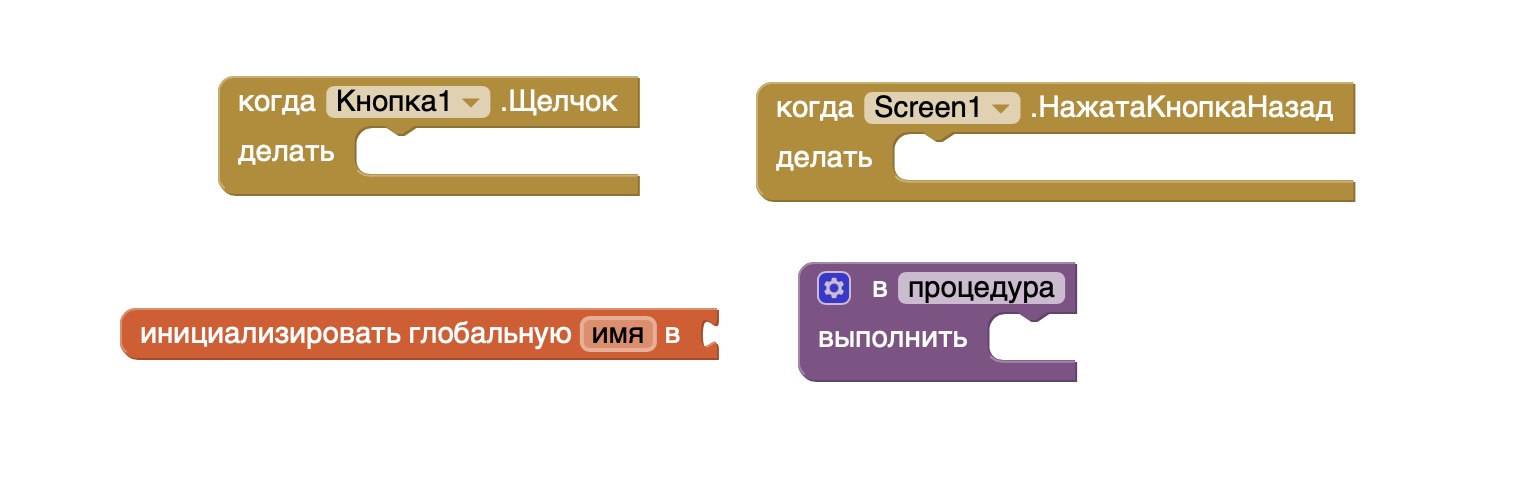 когда Кнопка1 .Щелчок
делать
когда Screen1 .НажатаКнопкаНазад
делать
инициализировать глобальную имя в
в процедура
выполнить